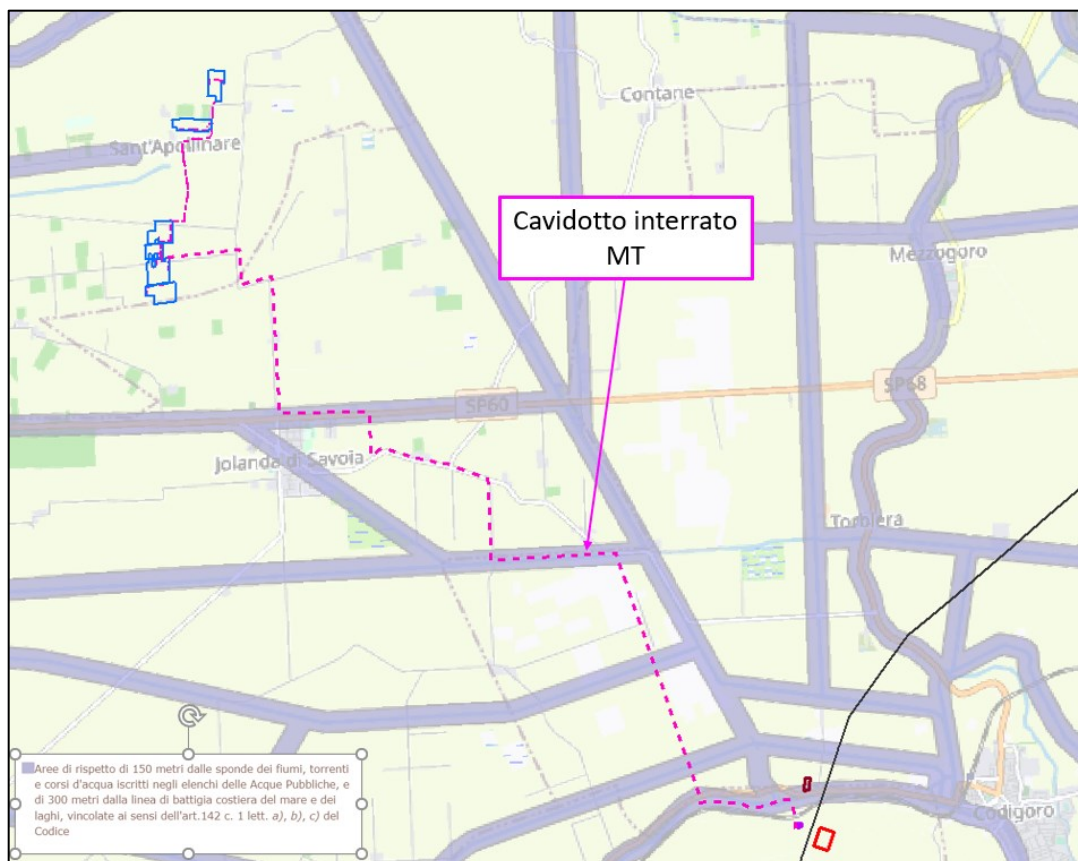 Contane
Sant'Apollinare
Cavidotto interrato
MT
Mezzogoro
SP68
SP60
Jolanda di Savoia
Torniera
Aree di rispetto di 150 metri dalle sponde dei fiumi, torrenti
e corsi d'acqua iscritti negli elenchi delle Acque Pubbliche, e
di 300 metri dalla linea di battigia costiera del mare e dei
laghi, vincolate ai sensi dell'art.142 c. 1 lett. a), b), c) del
Codice
Codigoro